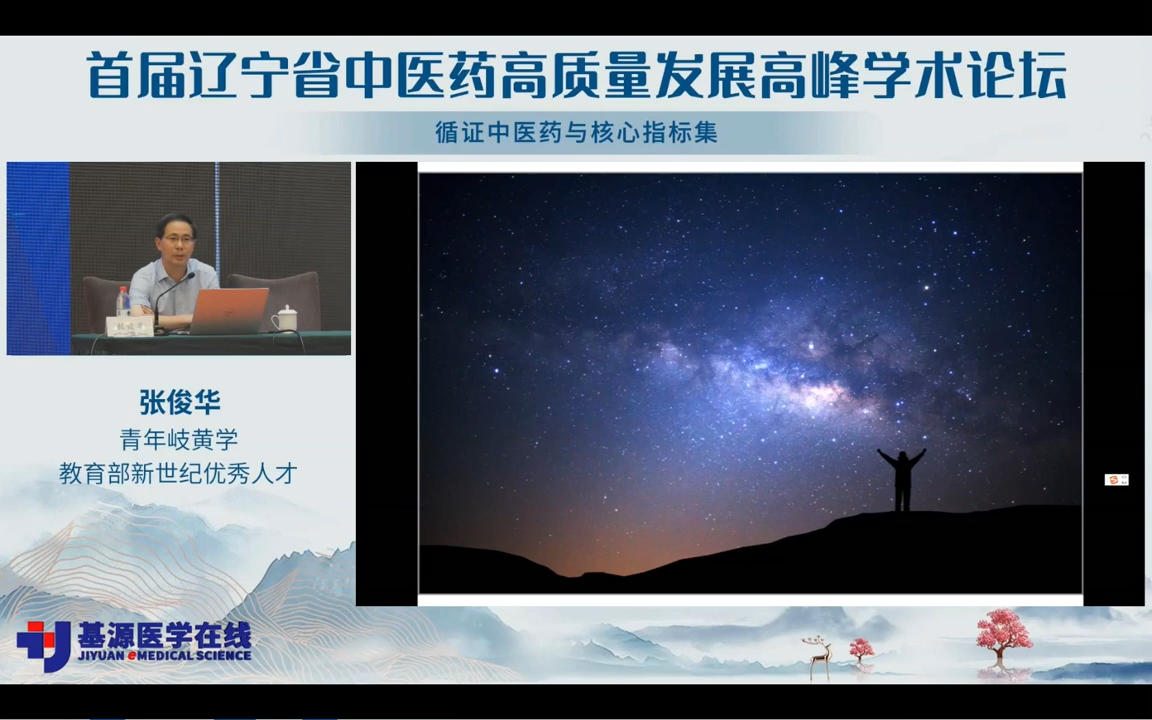 首届辽宁省中医药高质量发展高峰学术论坛
循证中医药与核心指标集
张俊华
青年岐黄学
教育部新世纪优秀人才
基源医学在线
JIYUAN eMEDICAL SCIENCE